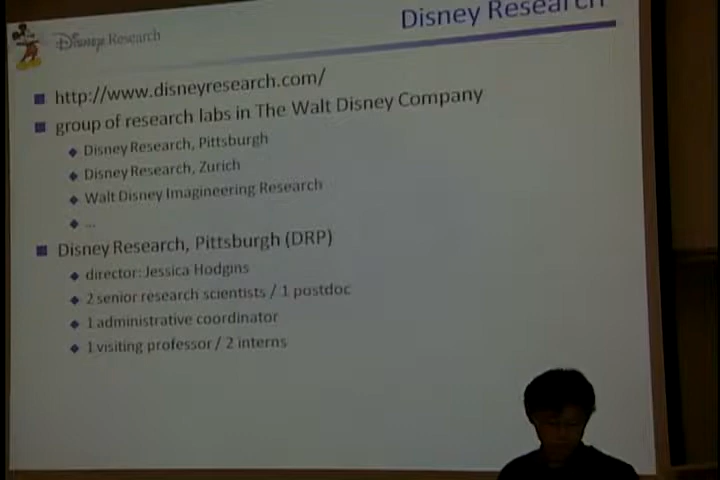 Disney Research
Disney Research
http://www.disneyresearch.com/
group of research labs in The Walt Disney Company
Disney Research, Pittsburgh
Disney Research, Zurich
Walt Disney Imagineering Research
...
Disney Research, Pittsburgh (DRP)
director: Jessica Hodgins
2 senior research scientists / 1 postdoc
1 administrative coordinator
1 visiting professor / 2 interns